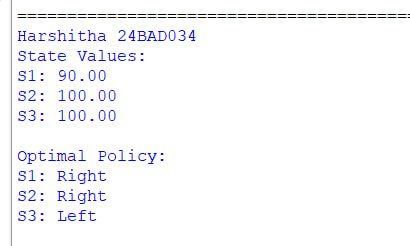 ==========================================
Harshitha 24BAD034
State Values:
S1: 90.00
S2: 100.00
S3: 100.00
Optimal Policy:
S1: Right
S2: Right
S3: Left